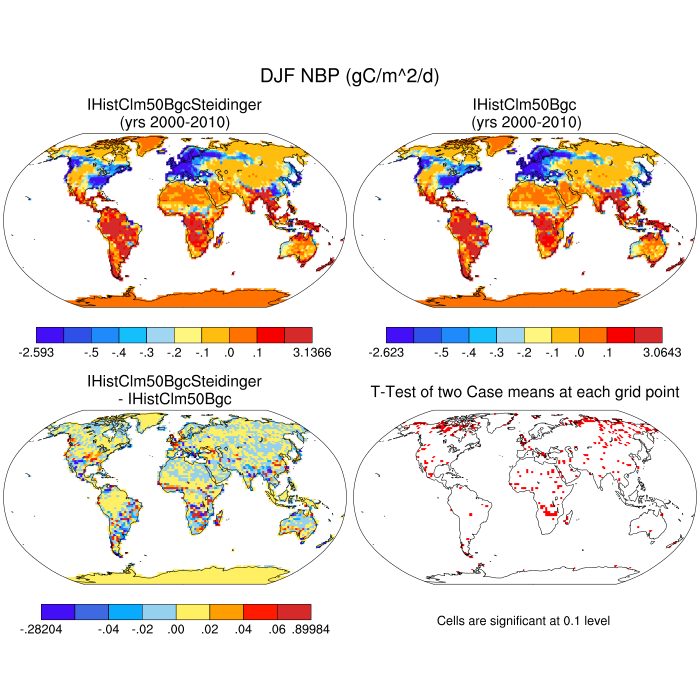 DJF NBP (gC/m^2/d)
IHistClm50BgcSteidinger
(yrs 2000-2010)
IHistClm50Bgc
(yrs 2000-2010)
-2.593 -.5 -.4 -.3 -.2 -.1 .0 .1 3.1366
-2.623 -.5 -.4 -.3 -.2 -.1 .0 .1 3.0643
IHistClm50BgcSteidinger
- IHistClm50Bgc
T-Test of two Case means at each grid point
-.28204 -.04 -.02 .00 .02 .04 .06 .89984
Cells are significant at 0.1 level